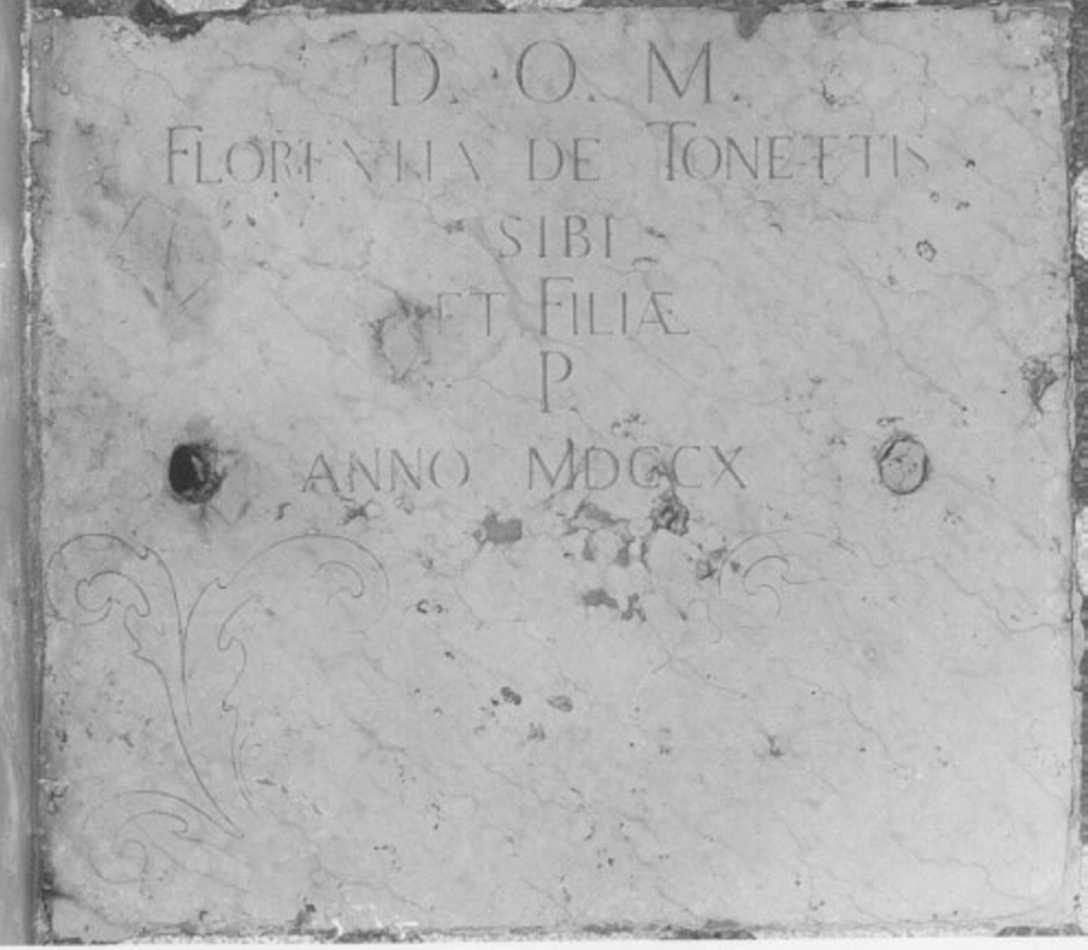 D. O. M.
FLORENTIA DE TONETTIS
SIBI
ET FILIÆ
P.
ANNO MDCCX